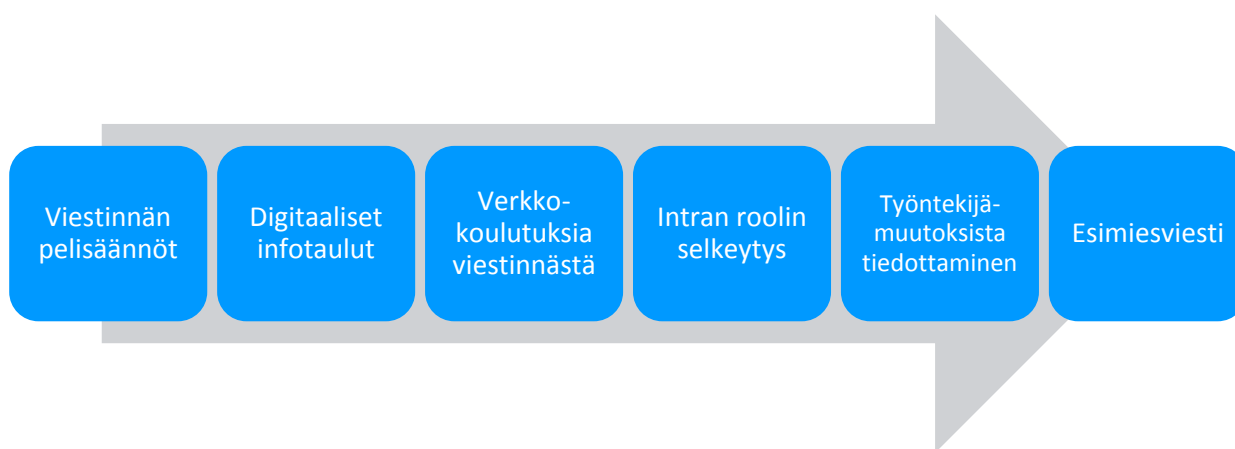 Viestinnän
pelisäännöt
Digitaaliset
infotaulut
Verkko-
koulutuksia
viestinnästä
Intran roolin
selkeytys
Työntekijä-
muutoksista
tiedottaminen
Esimiesviesti